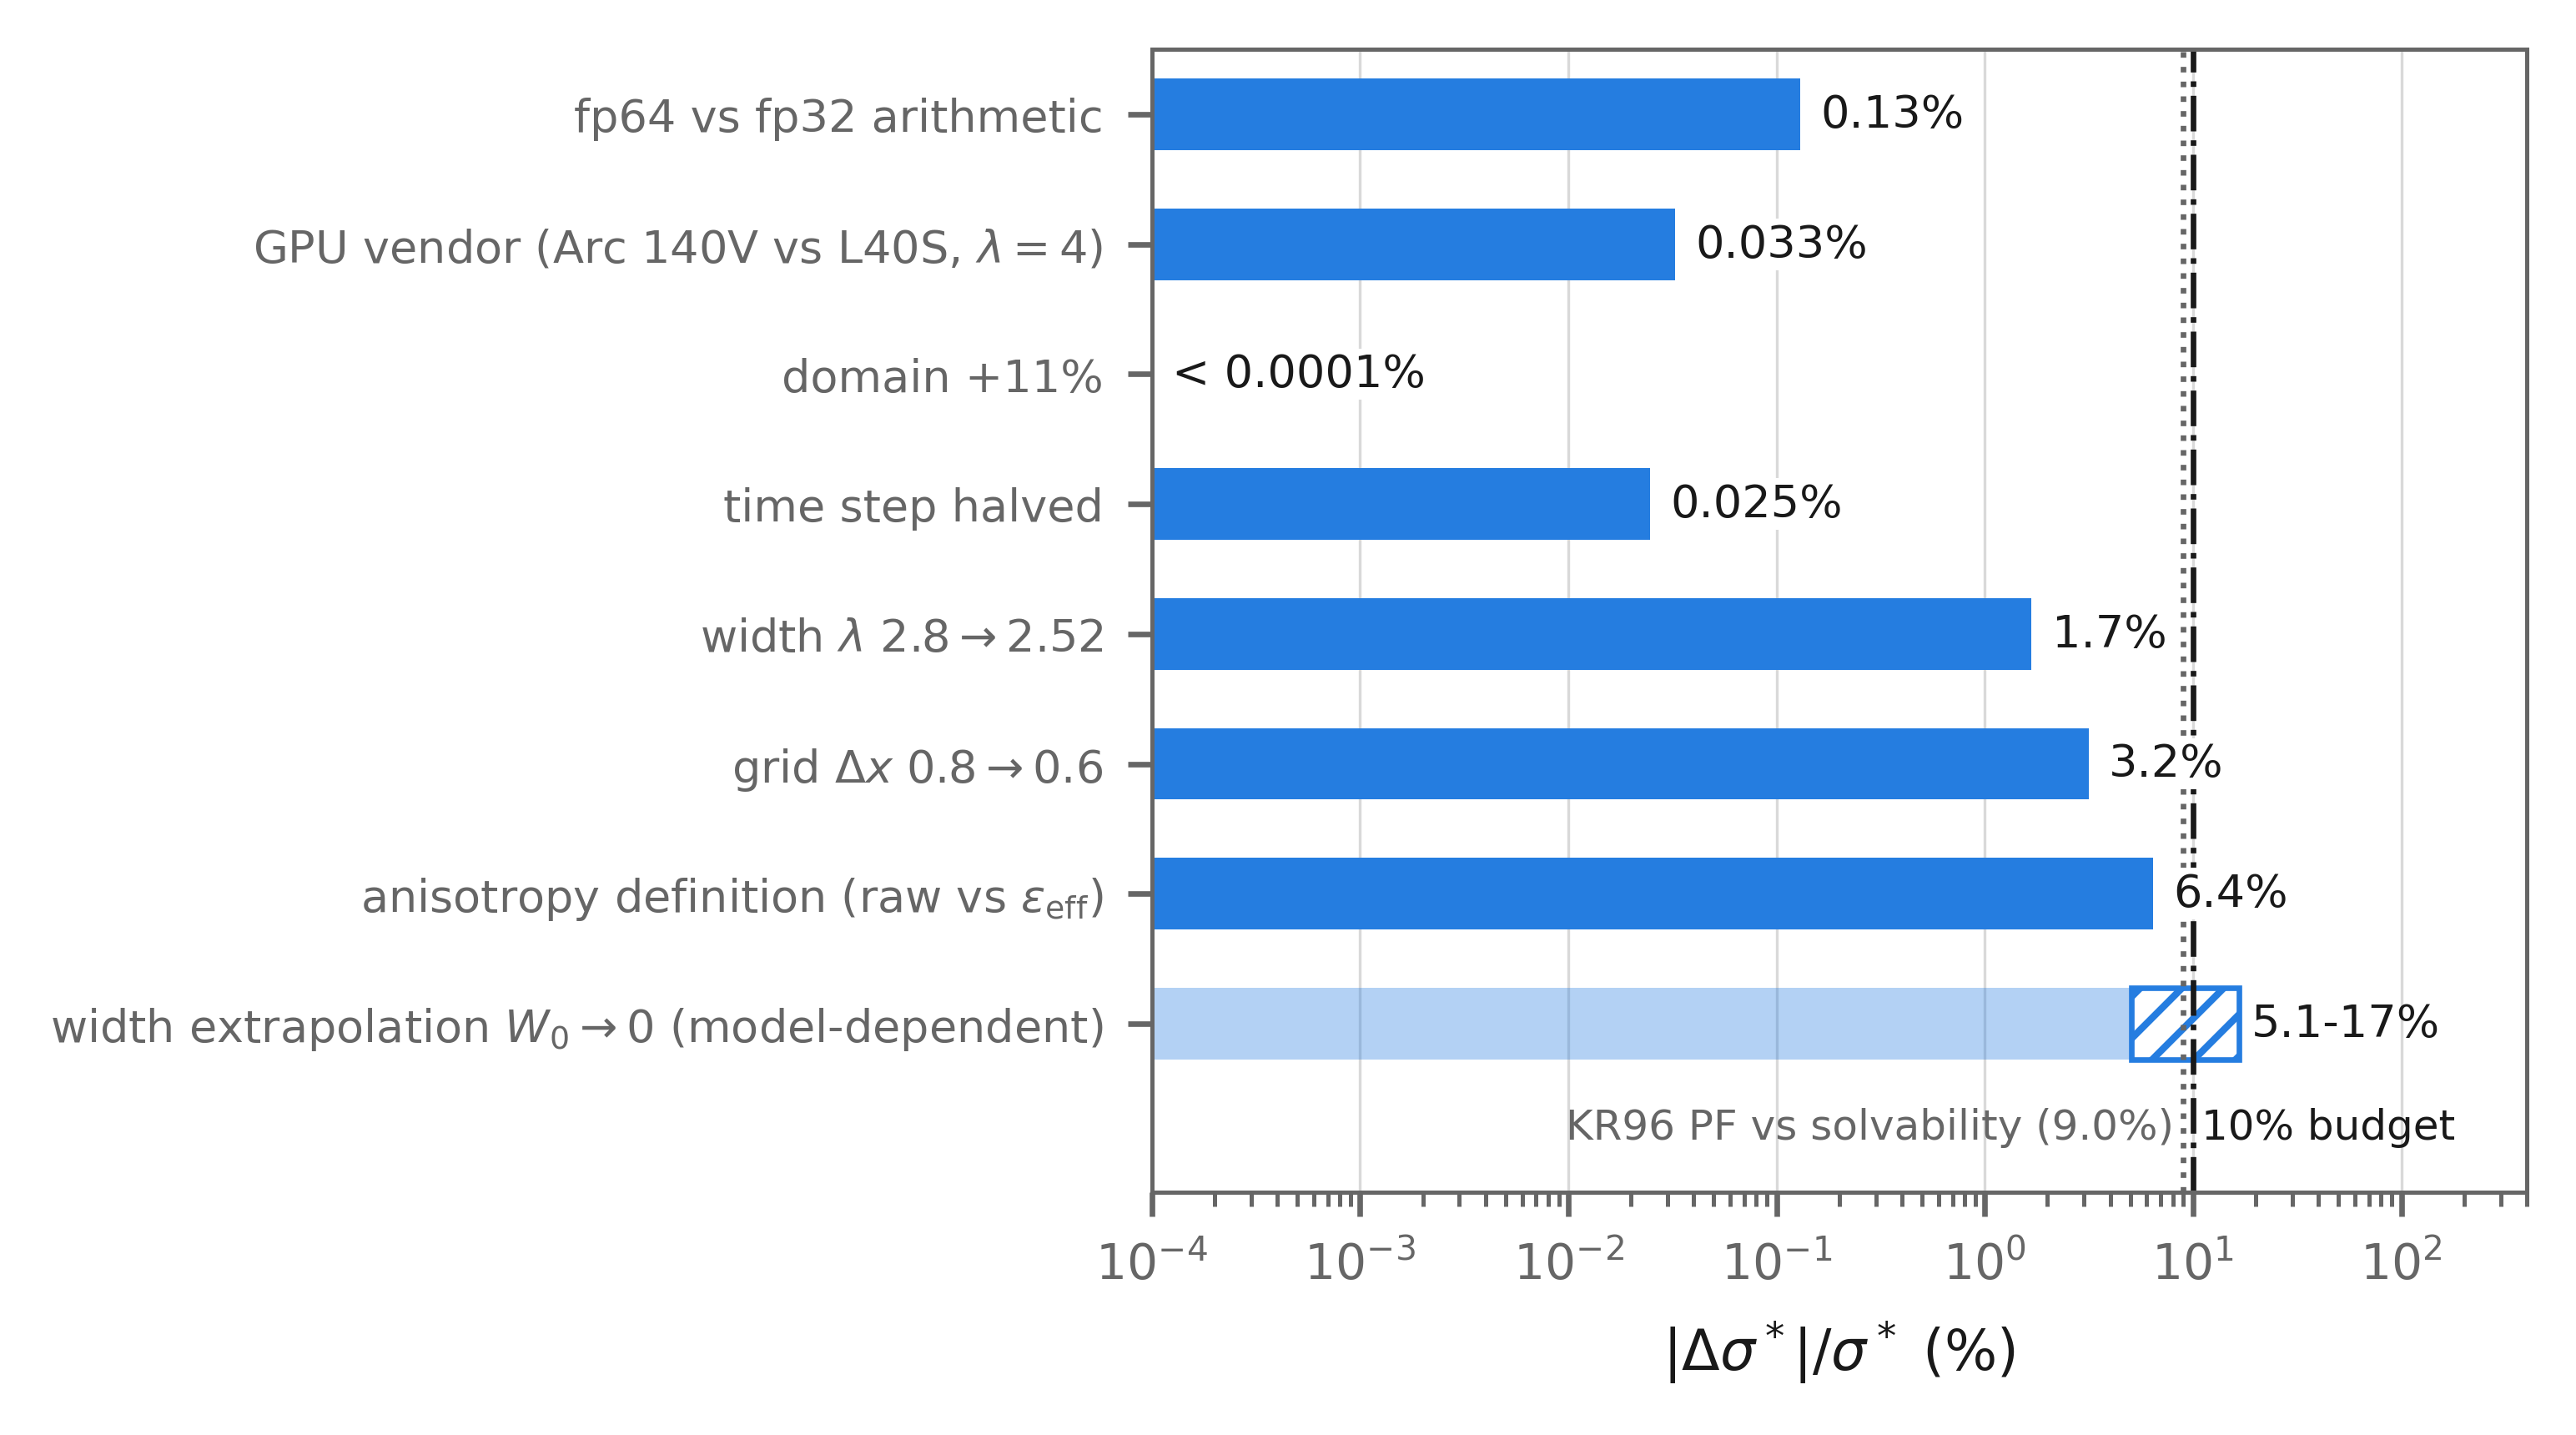 fp64 vs fp32 arithmetic
0.13%
GPU vendor (Arc 140V vs L40S, λ = 4)
0.033%
domain +11%
< 0.0001%
time step halved
0.025%
width λ 2.8→2.52
1.7%
grid Δx 0.8→0.6
3.2%
anisotropy definition (raw vs ε_eff)
6.4%
width extrapolation W₀→0 (model-dependent)
5.1-17%
KR96 PF vs solvability (9.0%)
10% budget
10⁻⁴ 10⁻³ 10⁻² 10⁻¹ 10⁰ 10¹ 10²
|Δσ*|/σ* (%)